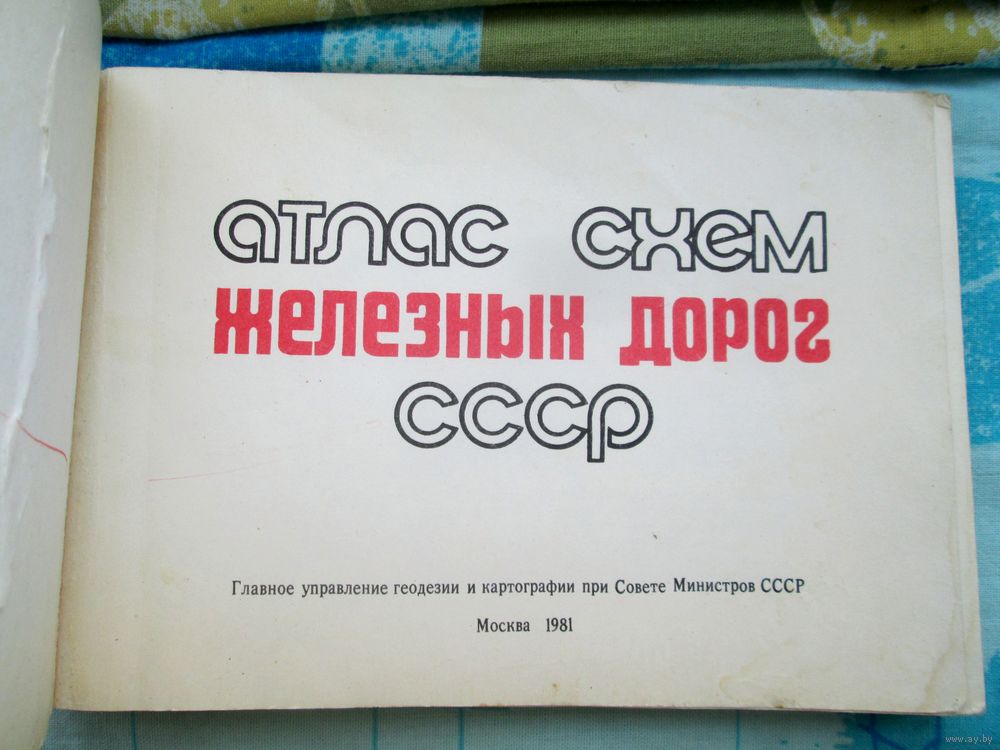 атлас схем
железных дорог
СССР
Главное управление геодезии и картографии при Совете Министров СССР
Москва 1981
www.ay.by